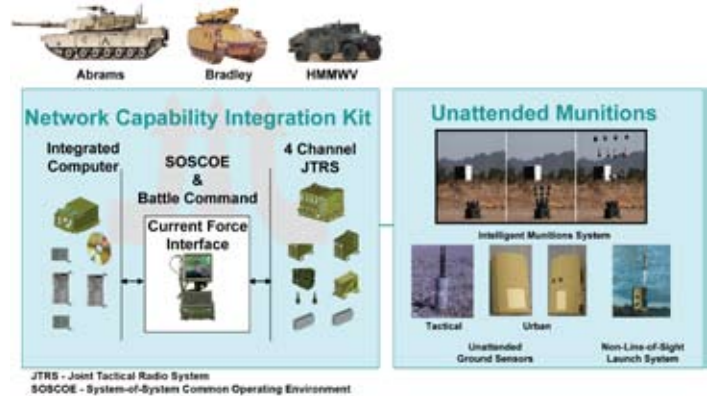 Abrams
Bradley
HMMWV
Network Capability Integration Kit
Integrated
Computer
SOSCOE
&
Battle Command
Current Force
Interface
4 Channel
JTRS
Unattended Munitions
Intelligent Munitions System
Tactical
Urban
Unattended
Ground Sensors
Non-Line-of-Sight
Launch System
JTRS - Joint Tactical Radio System
SOSCOE - System-of-System Common Operating Environment